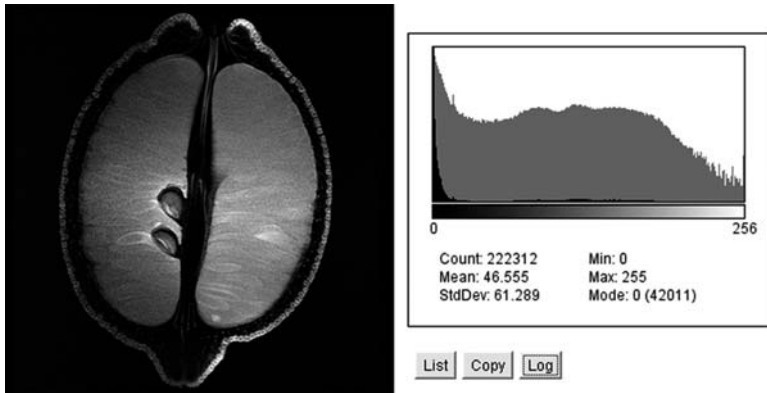 0 256
Count: 222312 Min: 0
Mean: 46.555 Max: 255
StdDev: 61.289 Mode: 0 (42011)
List Copy Log